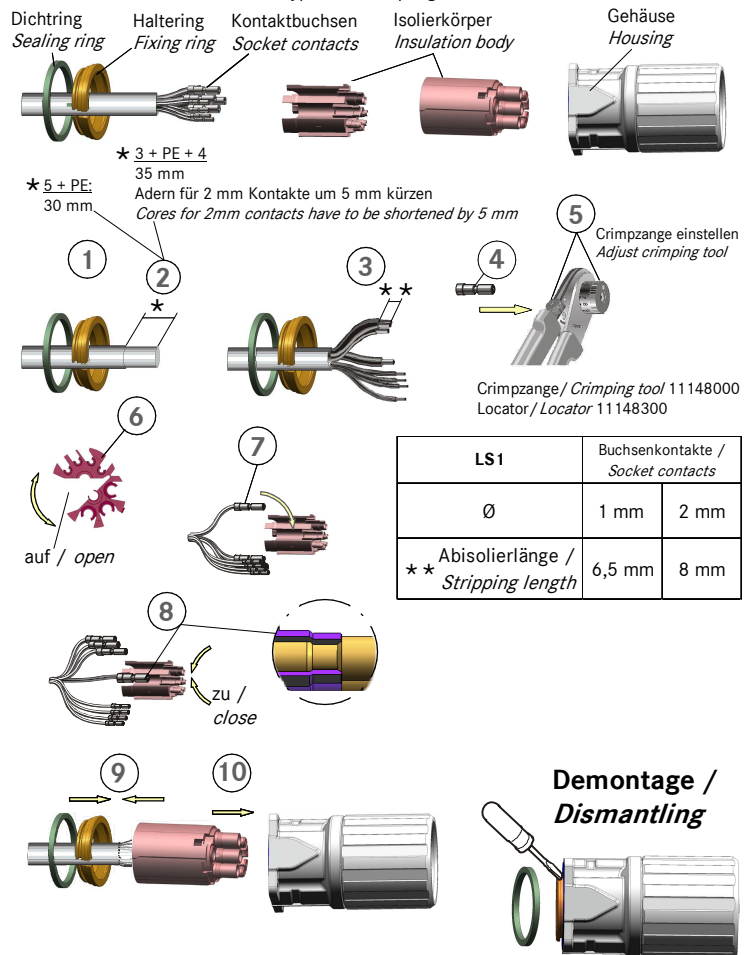 Dichtring
Sealing ring
Haltering
Fixing ring
Kontaktbuchsen
Socket contacts
Isolierkörper
Insulation body
Gehäuse
Housing
* 3 + PE + 4
35 mm
Adern für 2 mm Kontakte um 5 mm kürzen
Cores for 2mm contacts have to be shortened by 5 mm
* 5 + PE:
30 mm
1
2
*
3
* *
4
5
Crimpzange einstellen
Adjust crimping tool
Crimpzange/ Crimping tool 11148000
Locator/ Locator 11148300
6
auf / open
7
LS1
Buchsenkontakte /
Socket contacts
Ø
1 mm
2 mm
* * Abisolierlänge /
Stripping length
6,5 mm
8 mm
8
zu /
close
9
10
Demontage /
Dismantling